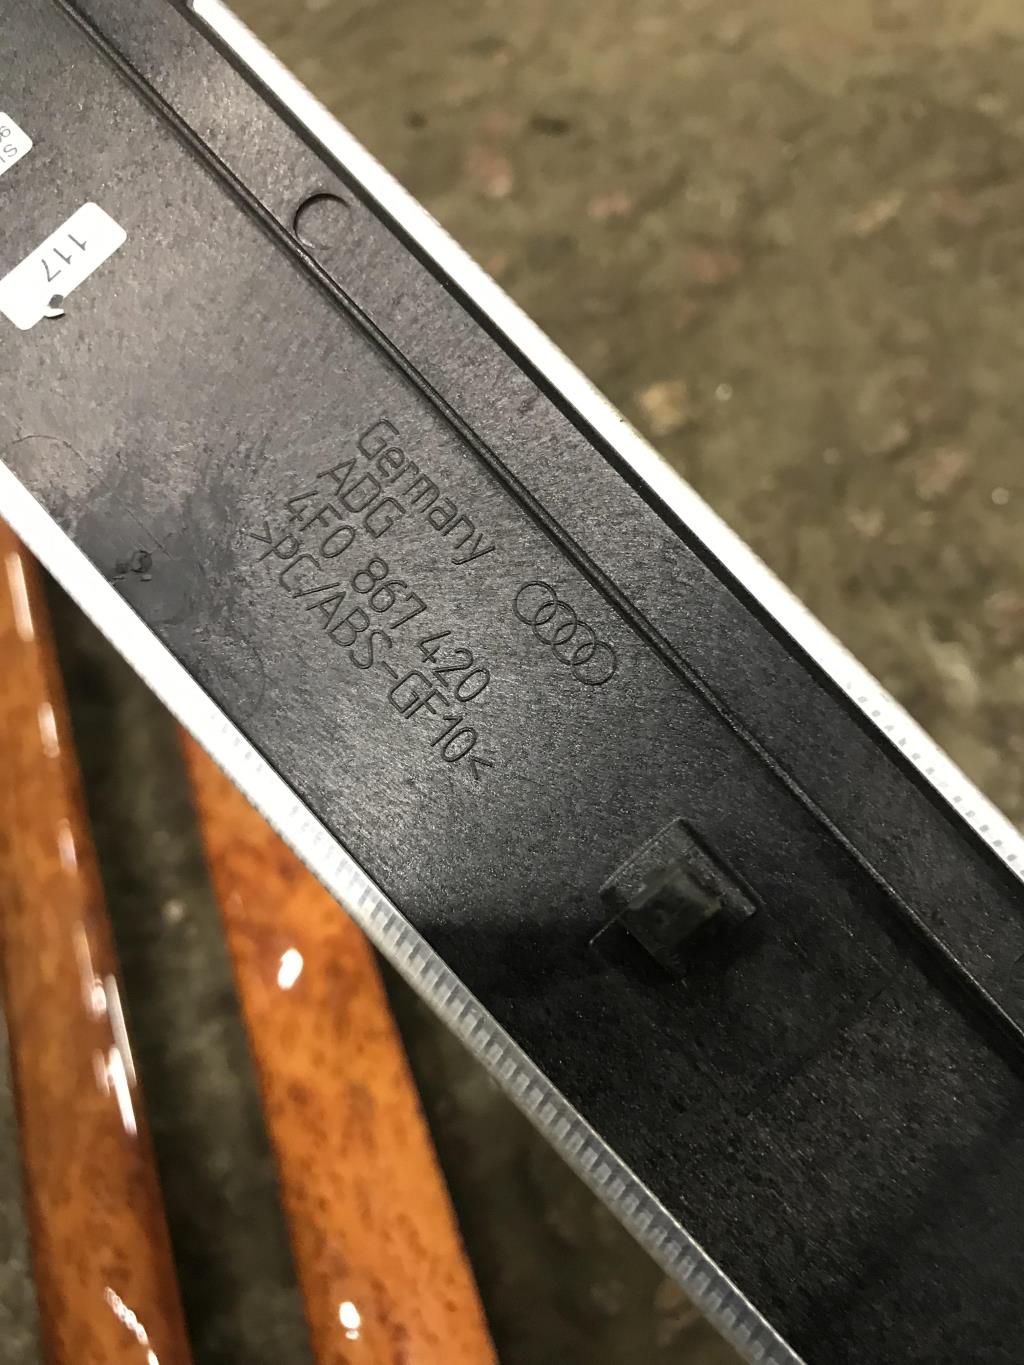 117
Germany
ADG
4F0 867 420
>PC/ABS-GF10<